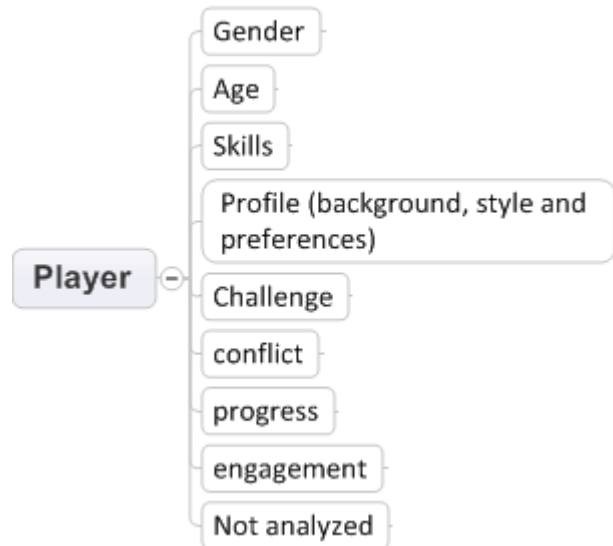 Gender
Age
Skills
Profile (background, style and
preferences)
Player
Challenge
conflict
progress
engagement
Not analyzed